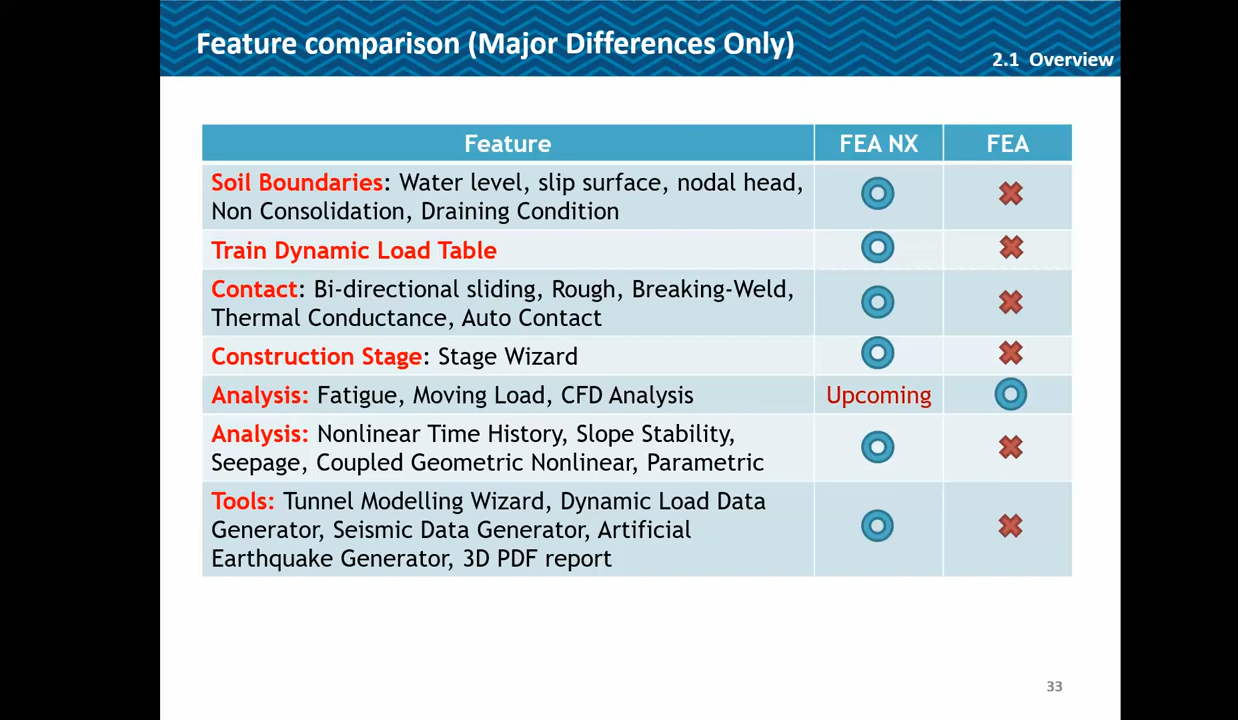 Feature comparison (Major Differences Only)
2.1 Overview
Feature
FEA NX
FEA
Soil Boundaries: Water level, slip surface, nodal head,
Non Consolidation, Draining Condition
Train Dynamic Load Table
Contact: Bi-directional sliding, Rough, Breaking-Weld,
Thermal Conductance, Auto Contact
Construction Stage: Stage Wizard
Analysis: Fatigue, Moving Load, CFD Analysis
Upcoming
Analysis: Nonlinear Time History, Slope Stability,
Seepage, Coupled Geometric Nonlinear, Parametric
Tools: Tunnel Modelling Wizard, Dynamic Load Data
Generator, Seismic Data Generator, Artificial
Earthquake Generator, 3D PDF report
33